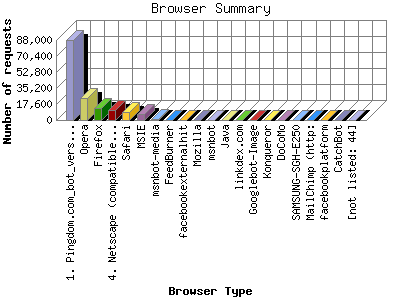 Browser Summary
Number of requests
88,000
70,400
52,800
35,200
17,600
0
1. Pingdom.com_bot_vers...
Opera
Firefox
4. Netscape (compatible...
Safari
MSIE
msnbot-media
FeedBurner
facebookexternalhit
Mozilla
msnbot
Java
linkdex.com
Googlebot-Image
Konqueror
DoCoMo
SAMSUNG-SGH-E250
MailChimp (http:
facebookplatform
CatchBot
[not listed: 44]
Browser Type